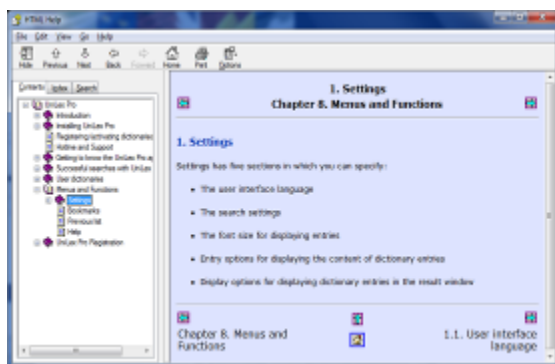 HTML Help
File Edit View Go Help
Hide Previous Next Back Forward Home Print Options
Contents Index Search
UniLex Pro
Introduction
Installing UniLex Pro
Registering/activating dictionaries
Hotline and Support
Getting to know the UniLex Pro ap
Successful searches with UniLex
User dictionaries
Menus and Functions
Settings
Bookmarks
Previous list
Help
UniLex Pro Registration
1. Settings
Chapter 8. Menus and Functions
1. Settings
Settings has five sections in which you can specify:
The user interface language
The search settings
The font size for displaying entries
Entry options for displaying the content of dictionary entries
Display options for displaying dictionary entries in the result window
Chapter 8. Menus and
Functions
1.1. User interface
language